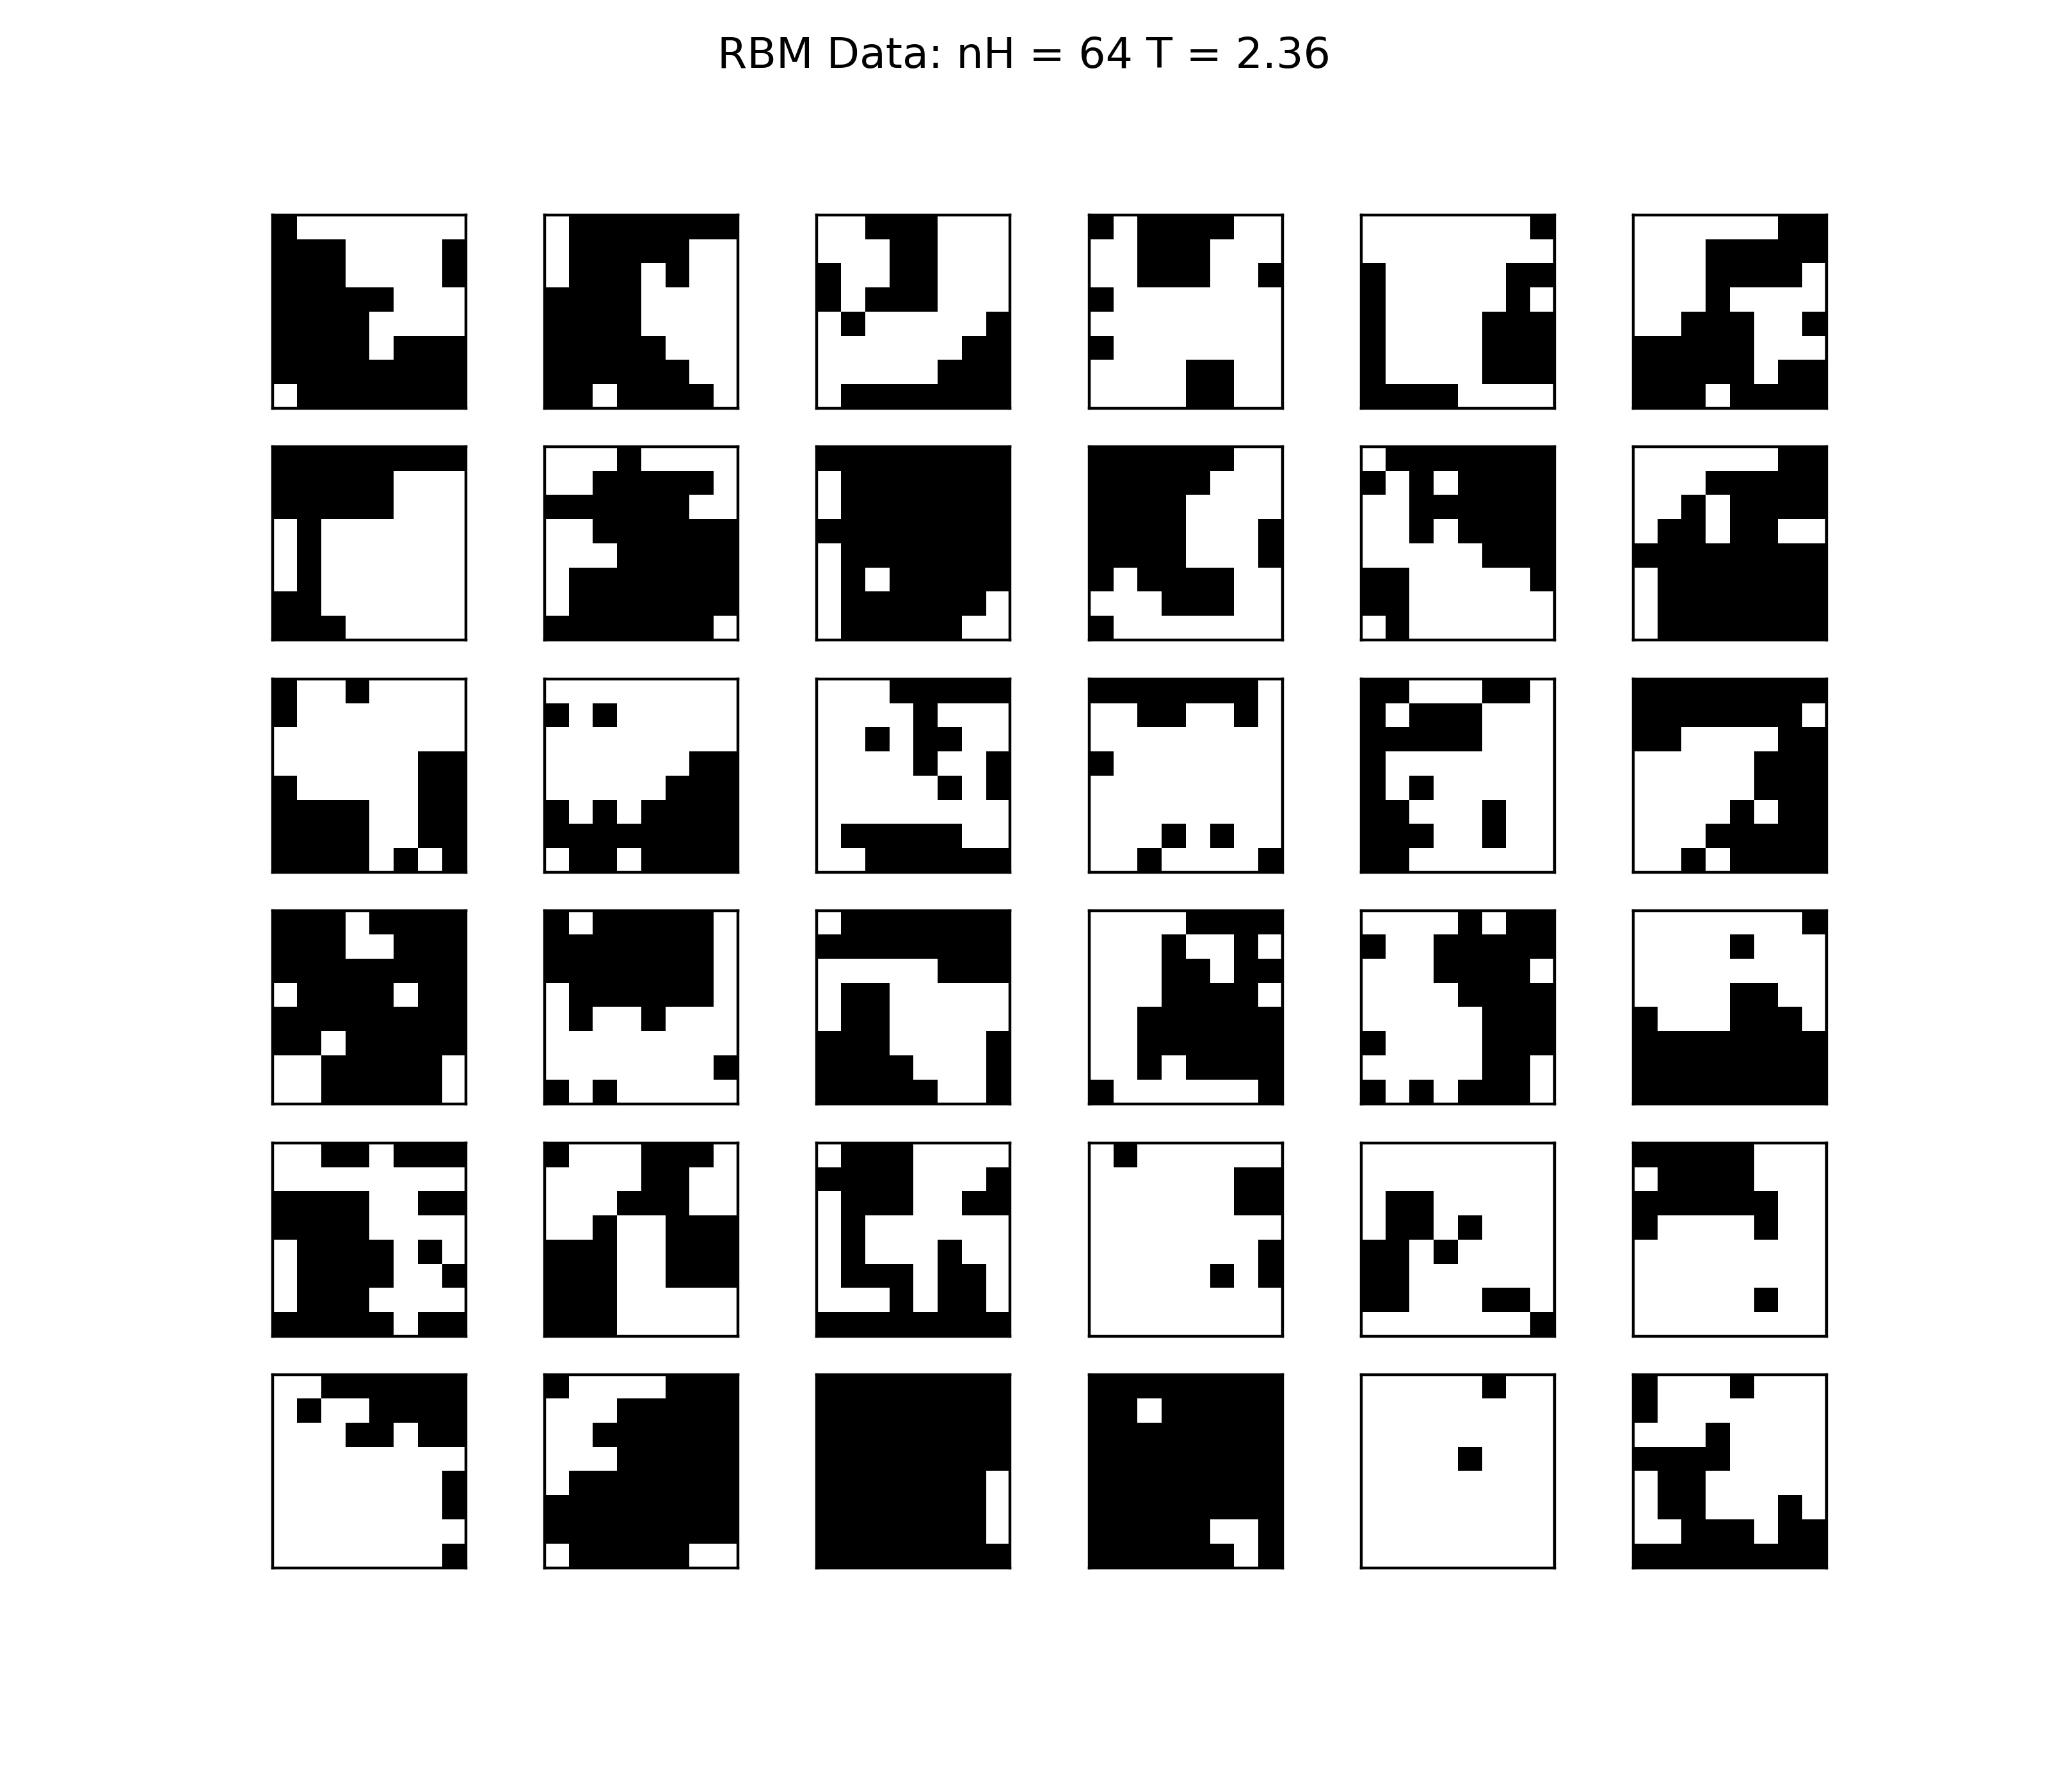 RBM Data: nH = 64 T = 2.36